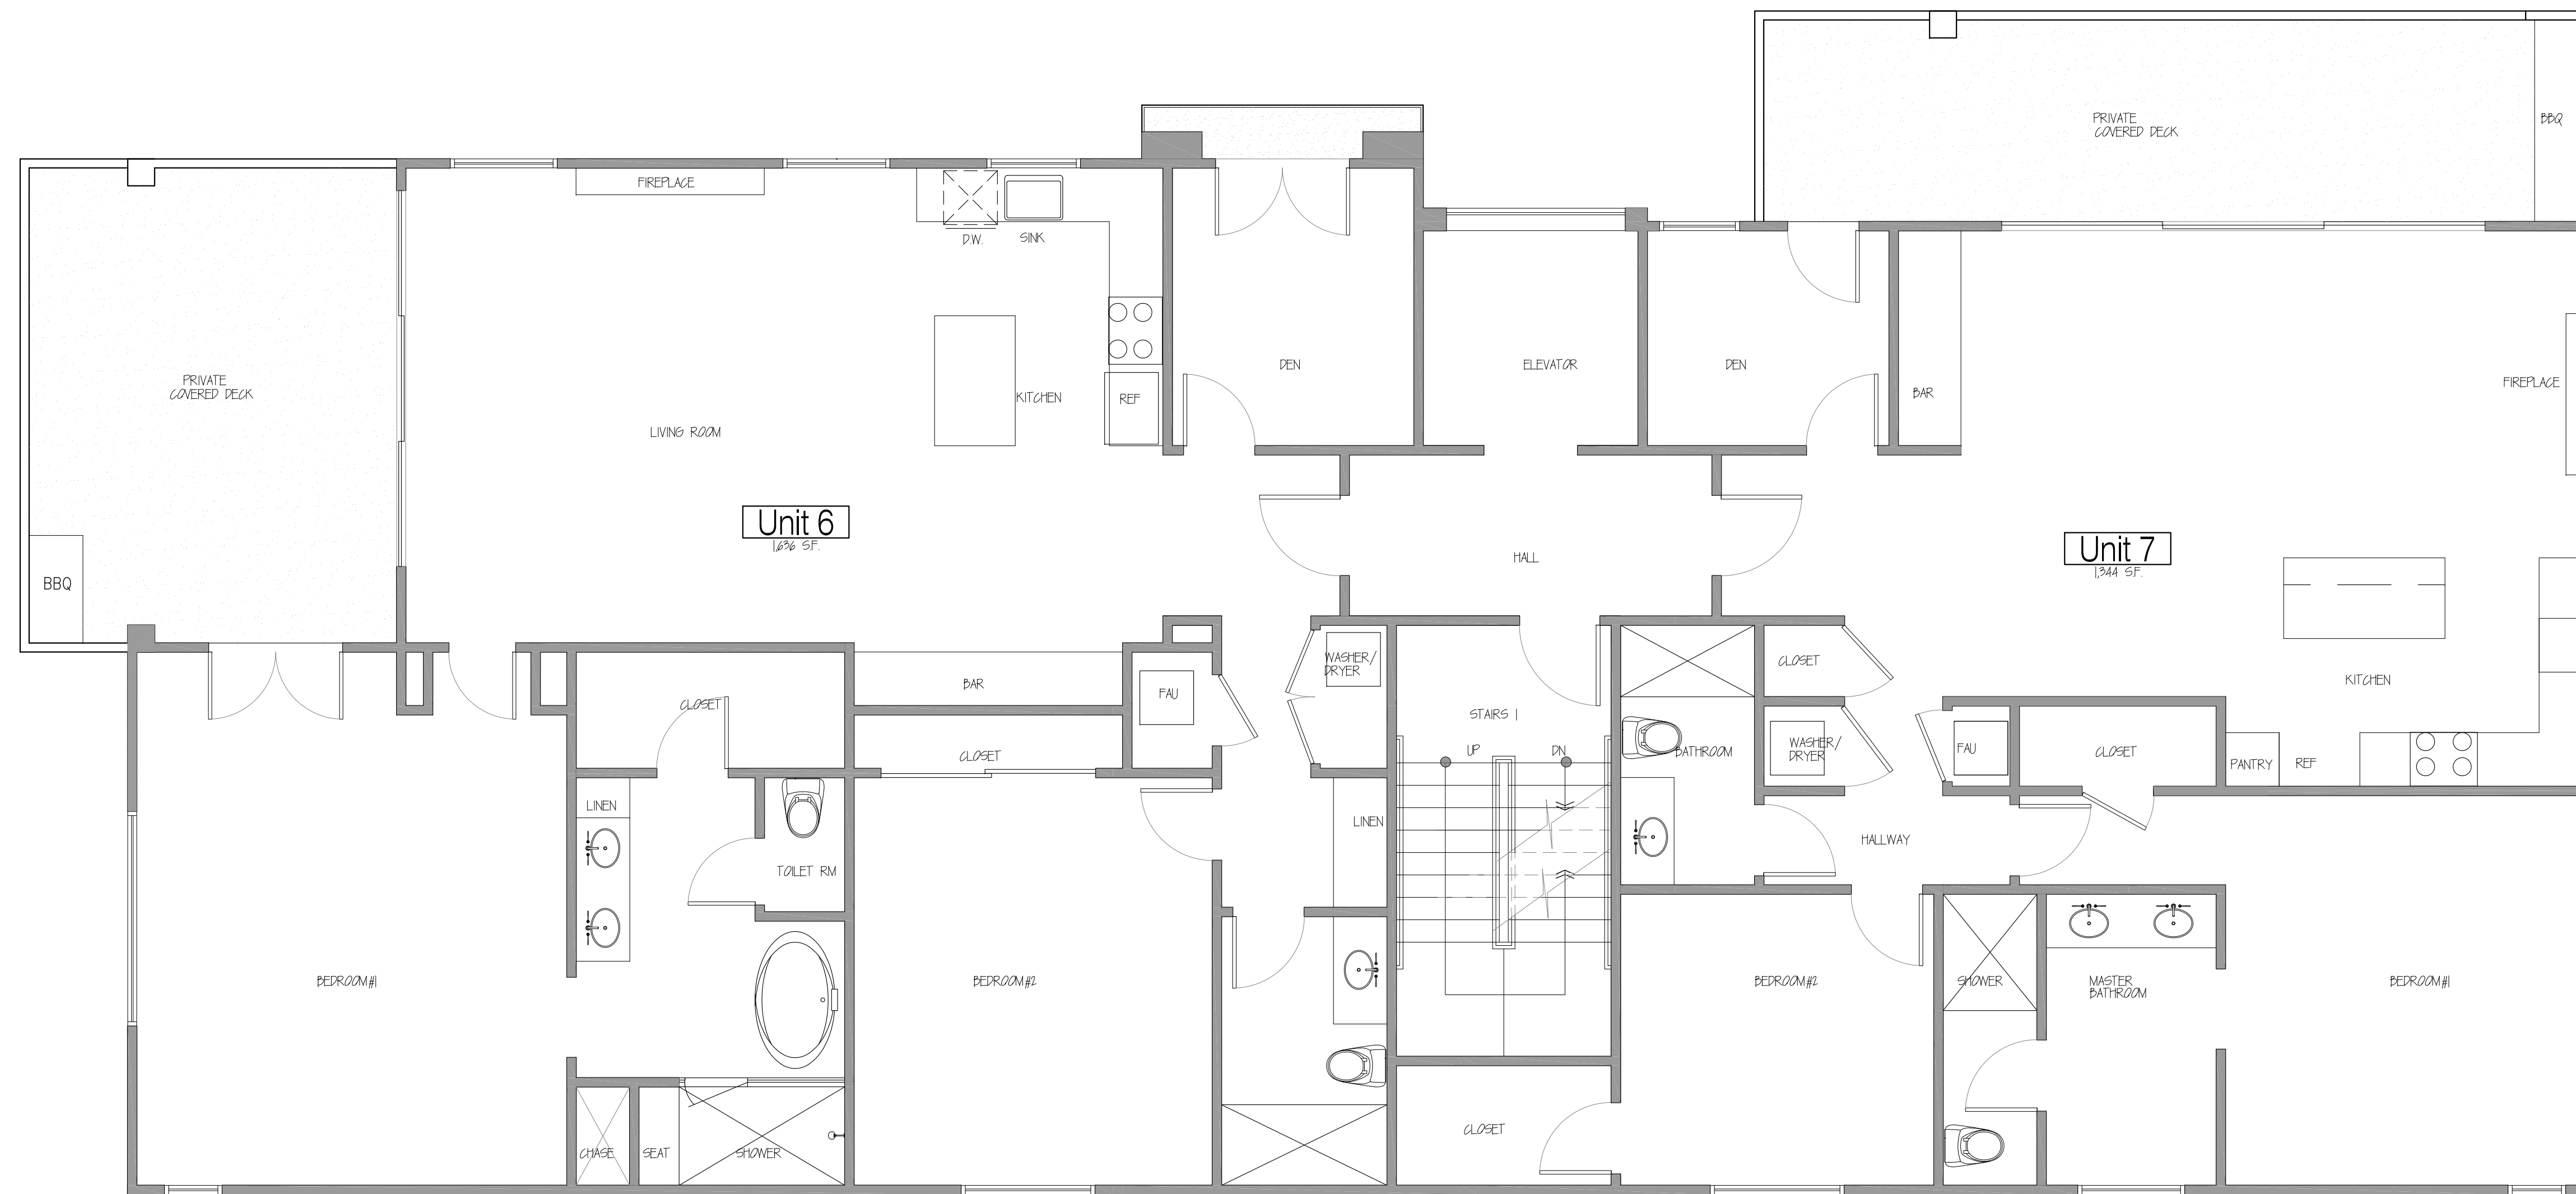 PRIVATE
COVERED DECK
BBQ
FIREPLACE
D.W.
SINK
DEN
ELEVATOR
DEN
PRIVATE
COVERED DECK
KITCHEN
REF
BAR
FIREPLACE
LIVING ROOM
Unit 6
1,636 S.F.
HALL
Unit 7
1,344 S.F.
BBQ
WASHER/
DRYER
CLOSET
KITCHEN
BAR
FAU
CLOSET
STAIRS 1
UP
DN
BATHROOM
WASHER/
DRYER
FAU
CLOSET
PANTRY
REF
CLOSET
LINEN
LINEN
HALLWAY
TOILET RM
BEDROOM#1
BEDROOM#2
BEDROOM#2
SHOWER
MASTER
BATHROOM
BEDROOM#1
CHASE
SEAT
SHOWER
CLOSET